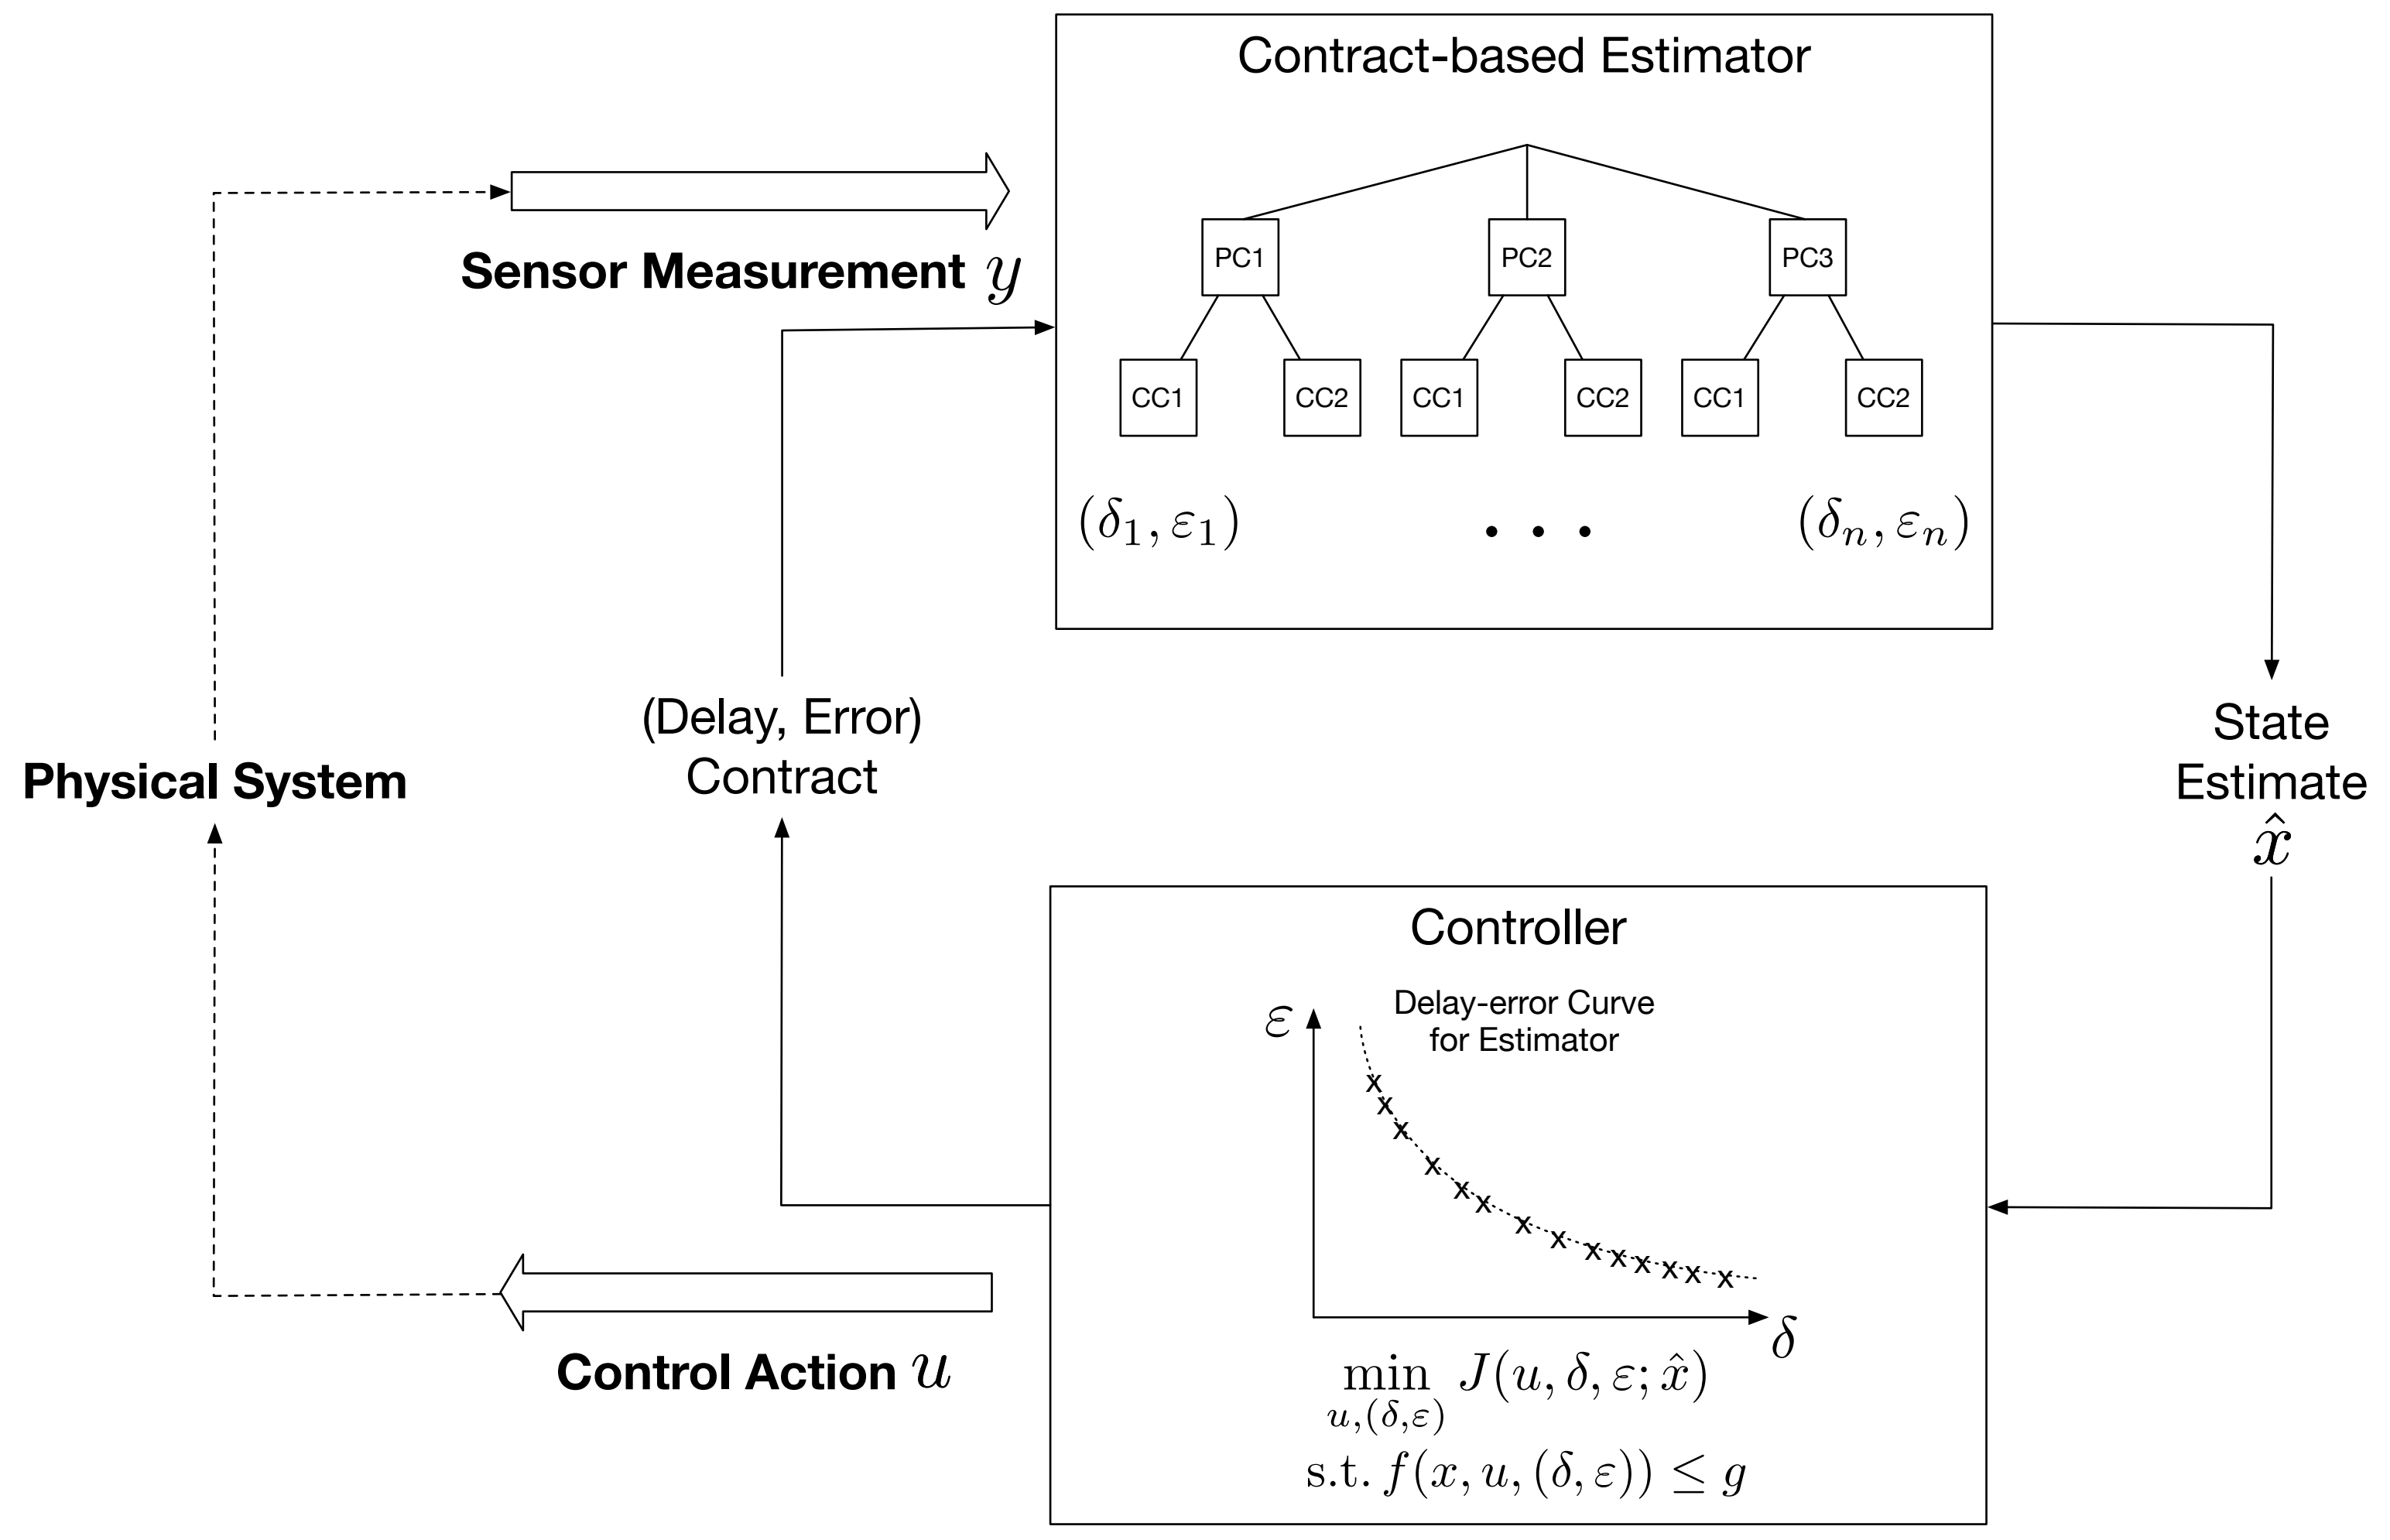 Contract-based Estimator
PC1 PC2 PC3
CC1 CC2 CC1 CC2 CC1 CC2
(δ₁, ε₁) . . . (δₙ, εₙ)
Sensor Measurement y
(Delay, Error)
Contract
Physical System
State
Estimate
x̂
Controller
Delay-error Curve
for Estimator
ε
x x x x x x x x x x x x x x
δ
min J(u, δ, ε; x̂)
u,(δ,ε)
s.t. f(x, u, (δ, ε)) ≤ g
Control Action u